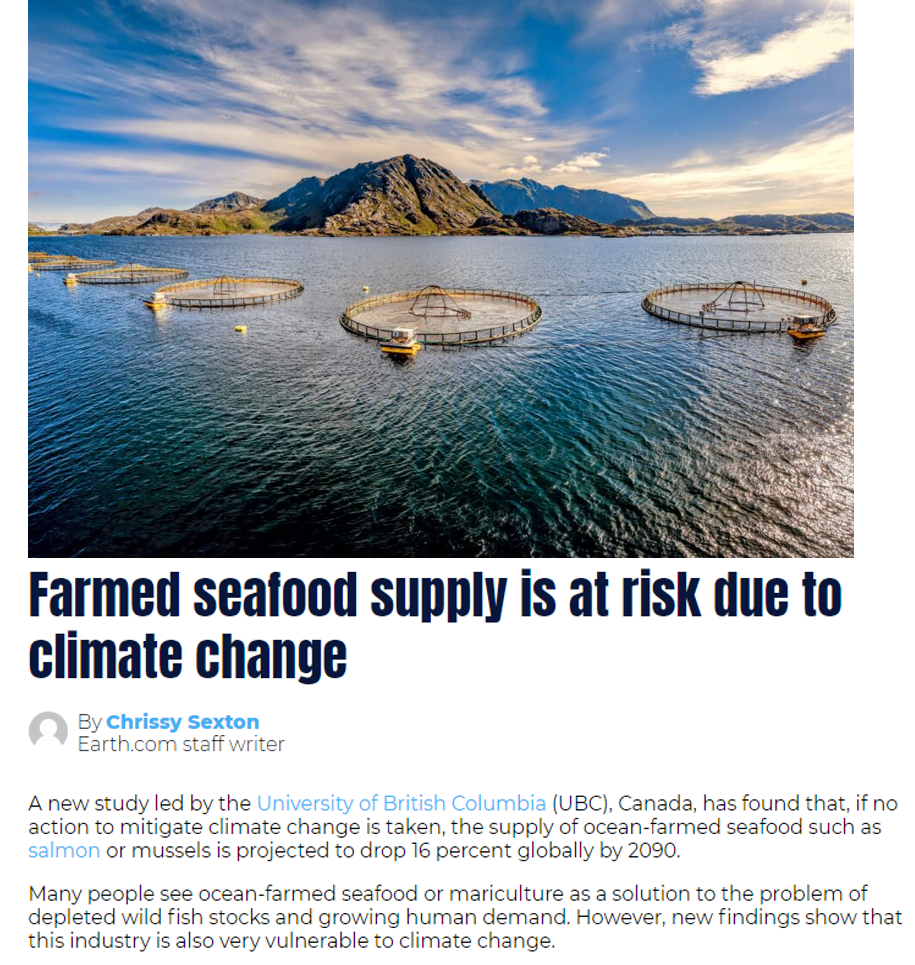 Farmed seafood supply is at risk due to
climate change
By Chrissy Sexton
Earth.com staff writer
A new study led by the University of British Columbia (UBC), Canada, has found that, if no
action to mitigate climate change is taken, the supply of ocean-farmed seafood such as
salmon or mussels is projected to drop 16 percent globally by 2090.
Many people see ocean-farmed seafood or mariculture as a solution to the problem of
depleted wild fish stocks and growing human demand. However, new findings show that
this industry is also very vulnerable to climate change.